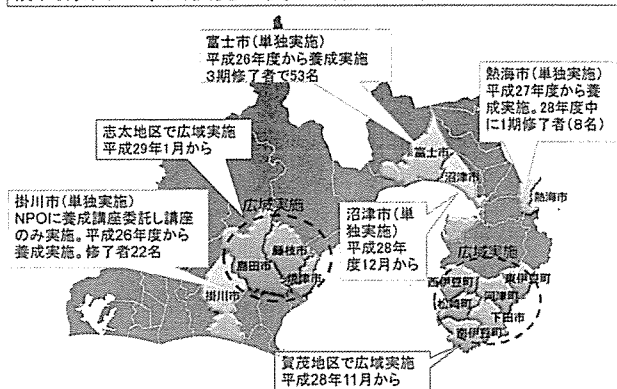 富士市(単独実施)
平成26年度から養成実施
3期修了者で53名
熱海市(単独実施)
平成27年度から養
成実施。28年度中
に1期修了者(8名)
志太地区で広域実施
平成29年1月から
掛川市(単独実施)
NPOに養成講座委託し講座
のみ実施。平成26年度から
養成実施。修了者22名
沼津市(単
独実施)
平成28年
度12月から
賀茂地区で広域実施
平成28年11月から
富士市
沼津市
熱海市
広域実施
藤枝市
島田市
焼津市
掛川市
広域実施
西伊豆町
東伊豆町
松崎町
河津町
下田市
南伊豆町